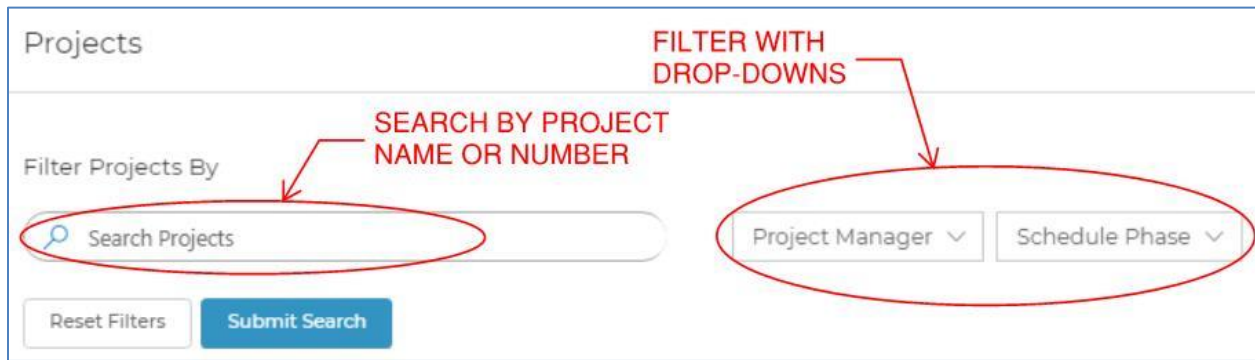 Projects
FILTER WITH
DROP-DOWNS
SEARCH BY PROJECT
NAME OR NUMBER
Filter Projects By
Search Projects
Project Manager
Schedule Phase
Reset Filters
Submit Search